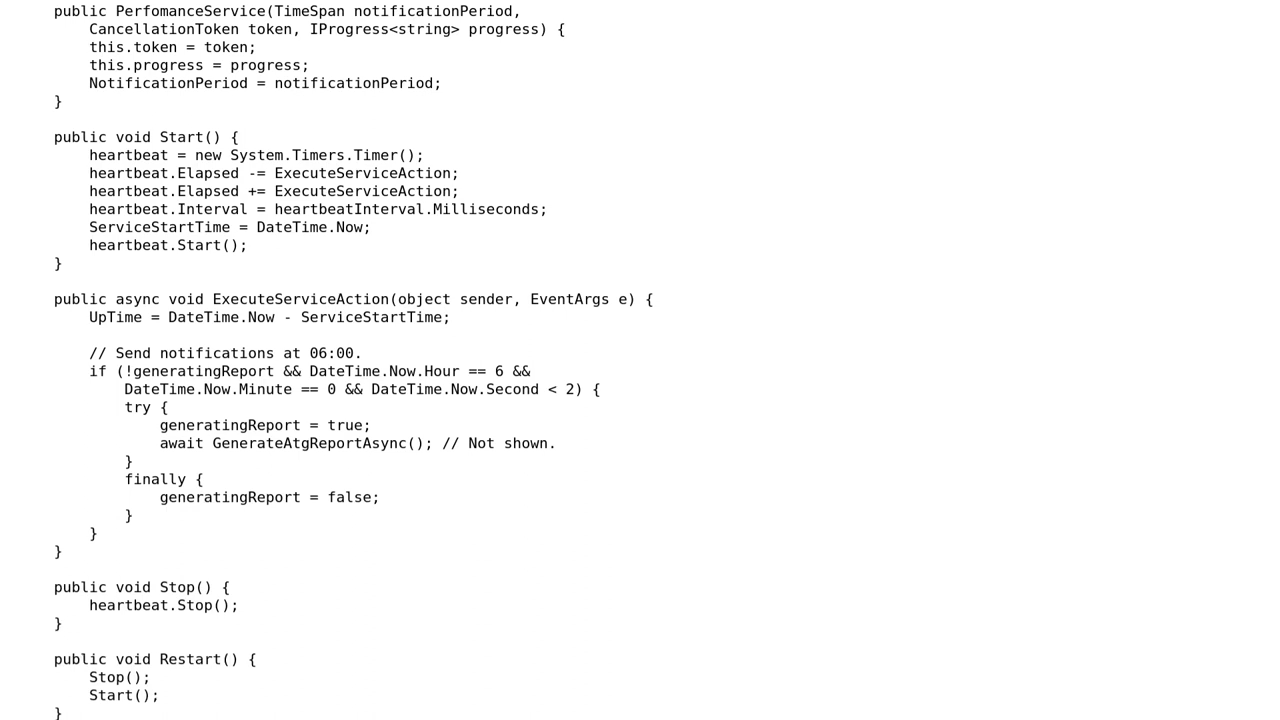 public PerfomanceService(TimeSpan notificationPeriod,
CancellationToken token, IProgress<string> progress) {
this.token = token;
this.progress = progress;
NotificationPeriod = notificationPeriod;
}
public void Start() {
heartbeat = new System.Timers.Timer();
heartbeat.Elapsed -= ExecuteServiceAction;
heartbeat.Elapsed += ExecuteServiceAction;
heartbeat.Interval = heartbeatInterval.Milliseconds;
ServiceStartTime = DateTime.Now;
heartbeat.Start();
}
public async void ExecuteServiceAction(object sender, EventArgs e) {
UpTime = DateTime.Now - ServiceStartTime;
// Send notifications at 06:00.
if (!generatingReport && DateTime.Now.Hour == 6 &&
DateTime.Now.Minute == 0 && DateTime.Now.Second < 2) {
try {
generatingReport = true;
await GenerateAtgReportAsync(); // Not shown.
}
finally {
generatingReport = false;
}
}
}
public void Stop() {
heartbeat.Stop();
}
public void Restart() {
Stop();
Start();
}